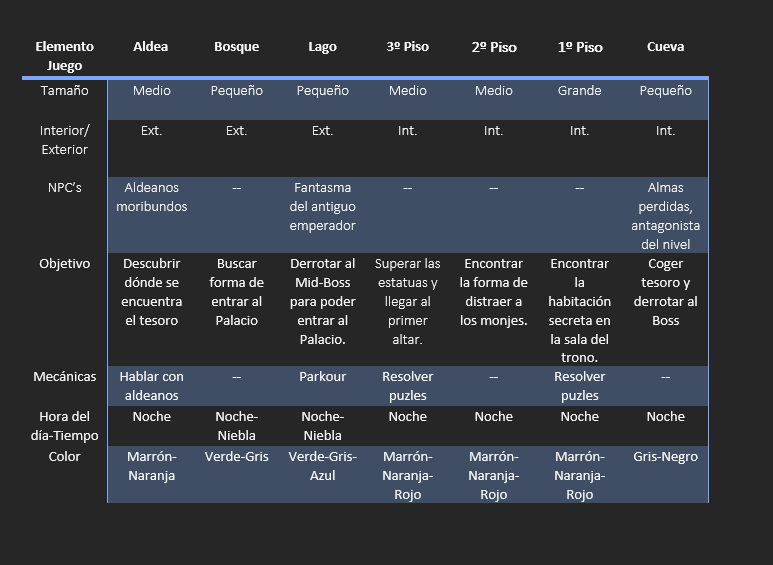 Elemento Juego | Aldea | Bosque | Lago | 3º Piso | 2º Piso | 1º Piso | Cueva
Tamaño | Medio | Pequeño | Pequeño | Medio | Medio | Grande | Pequeño
Interior/ Exterior | Ext. | Ext. | Ext. | Int. | Int. | Int. | Int.
NPC’s | Aldeanos moribundos | -- | Fantasma del antiguo emperador | -- | -- | -- | Almas perdidas, antagonista del nivel
Objetivo | Descubrir dónde se encuentra el tesoro | Buscar forma de entrar al Palacio | Derrotar al Mid-Boss para poder entrar al Palacio. | Superar las estatuas y llegar al primer altar. | Encontrar la forma de distraer a los monjes. | Encontrar la habitación secreta en la sala del trono. | Coger tesoro y derrotar al Boss
Mecánicas | Hablar con aldeanos | -- | Parkour | Resolver puzles | -- | Resolver puzles | --
Hora del día-Tiempo | Noche | Noche-Niebla | Noche-Niebla | Noche | Noche | Noche | Noche
Color | Marrón-Naranja | Verde-Gris | Verde-Gris-Azul | Marrón-Naranja-Rojo | Marrón-Naranja-Rojo | Marrón-Naranja-Rojo | Gris-Negro